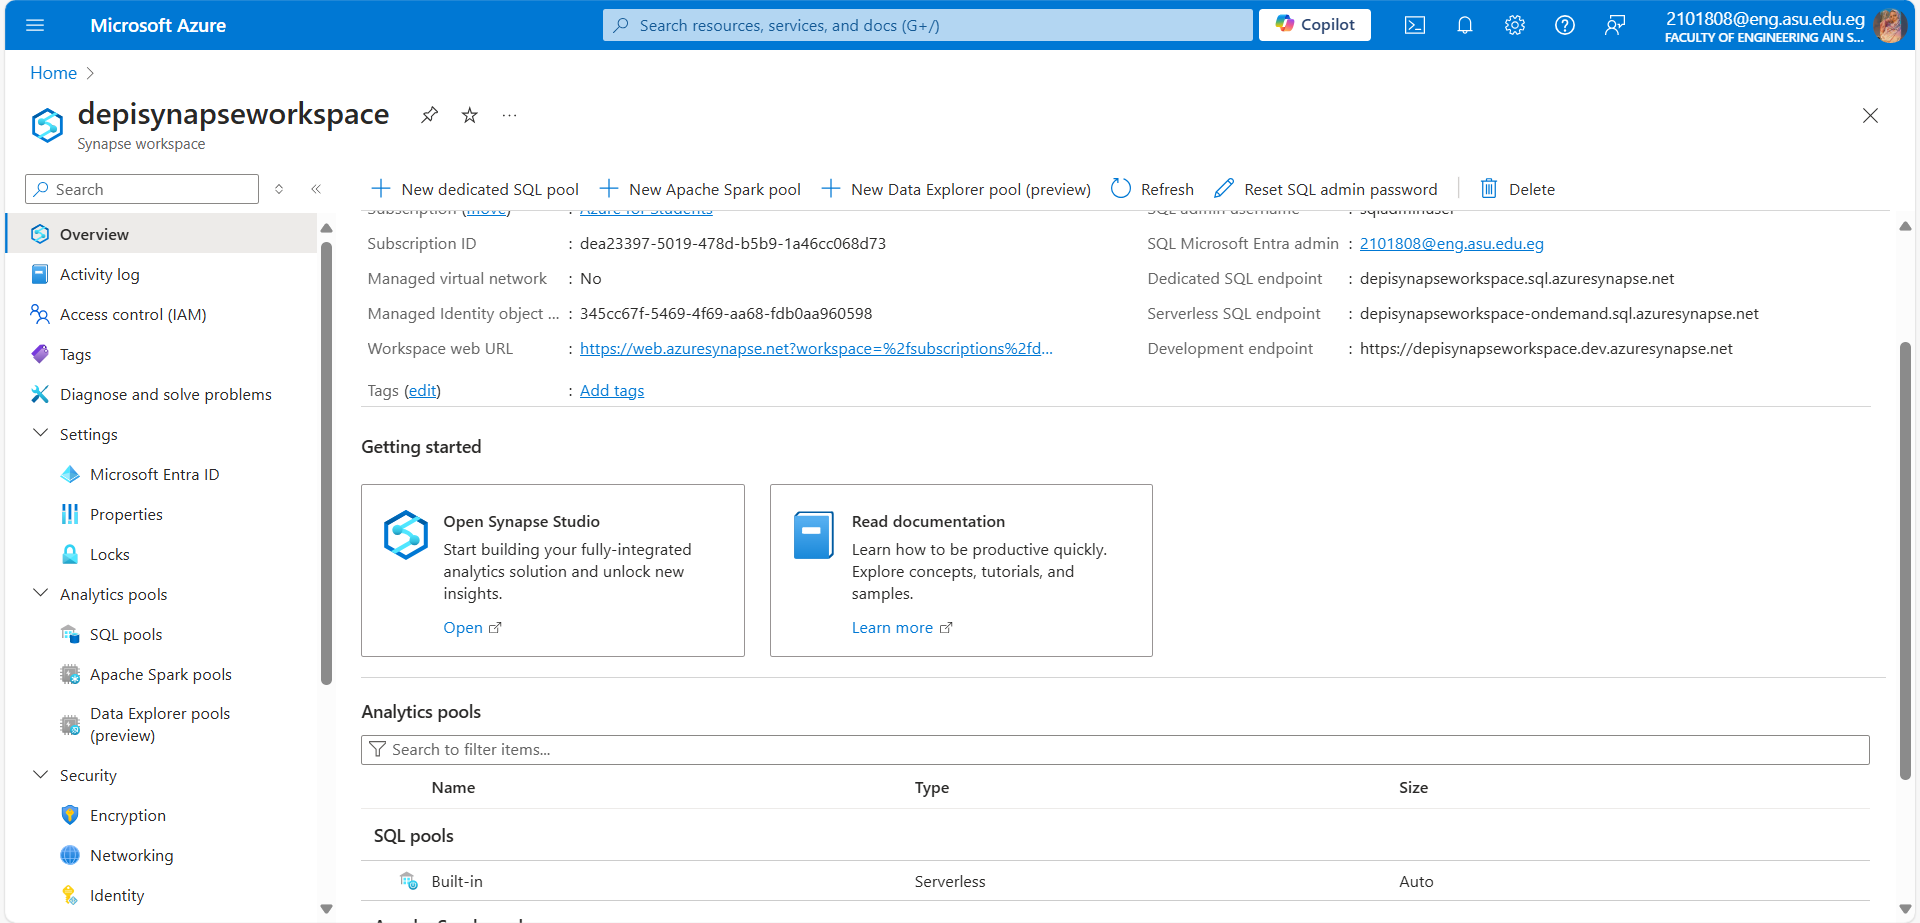 Microsoft Azure
Search resources, services, and docs (G+/)
Copilot
2101808@eng.asu.edu.eg
FACULTY OF ENGINEERING AIN S...
Home
depisynapseworkspace
...
Synapse workspace
Search
New dedicated SQL pool
New Apache Spark pool
New Data Explorer pool (preview)
Refresh
Reset SQL admin password
Delete
Overview
Activity log
Access control (IAM)
Tags
Diagnose and solve problems
Settings
Microsoft Entra ID
Properties
Locks
Analytics pools
SQL pools
Apache Spark pools
Data Explorer pools
(preview)
Security
Encryption
Networking
Identity
Subscription (move) : Azure for Students
Subscription ID : dea23397-5019-478d-b5b9-1a46cc068d73
Managed virtual network : No
Managed Identity object ... : 345cc67f-5469-4f69-aa68-fdb0aa960598
Workspace web URL : https://web.azuresynapse.net?workspace=%2fsubscriptions%2fd...
Tags (edit) : Add tags
SQL admin username : sqladminuser
SQL Microsoft Entra admin : 2101808@eng.asu.edu.eg
Dedicated SQL endpoint : depisynapseworkspace.sql.azuresynapse.net
Serverless SQL endpoint : depisynapseworkspace-ondemand.sql.azuresynapse.net
Development endpoint : https://depisynapseworkspace.dev.azuresynapse.net
Getting started
Open Synapse Studio
Start building your fully-integrated
analytics solution and unlock new
insights.
Open
Read documentation
Learn how to be productive quickly.
Explore concepts, tutorials, and
samples.
Learn more
Analytics pools
Search to filter items...
Name Type Size
SQL pools
Built-in Serverless Auto